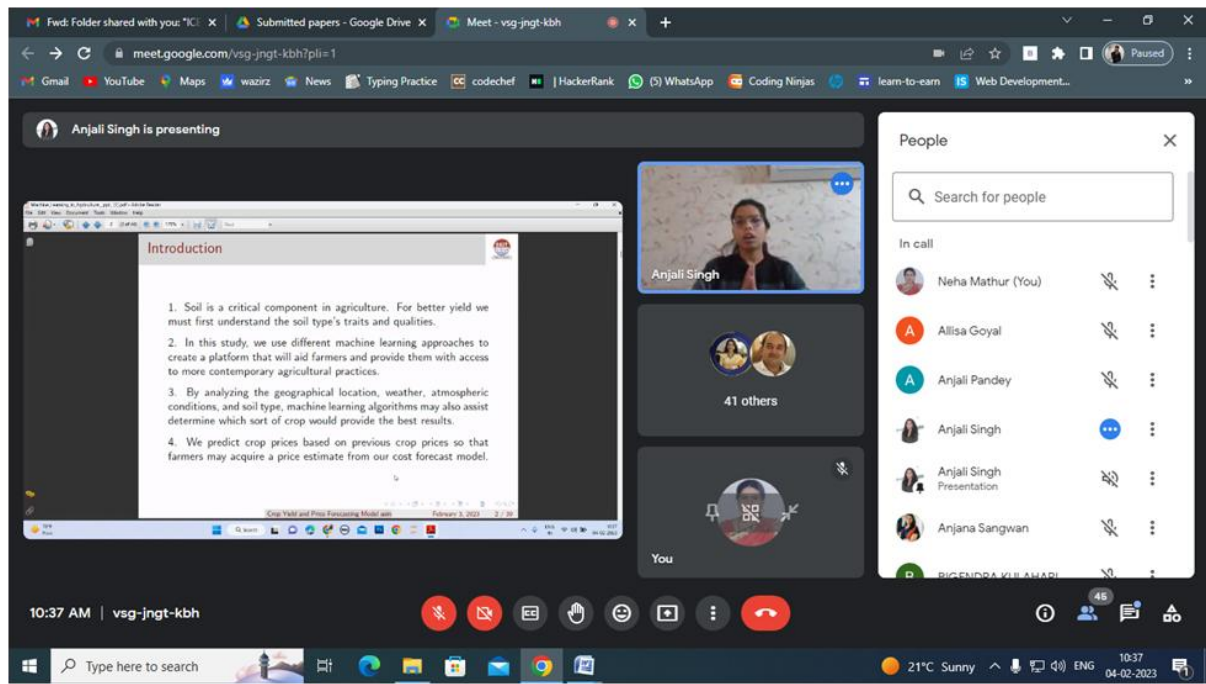 Fwd: Folder shared with you: "ICE
Submitted papers - Google Drive
Meet - vsg-jngt-kbh
meet.google.com/vsg-jngt-kbh?pli=1
Paused
Gmail YouTube Maps wazirz News Typing Practice codechef | HackerRank (5) WhatsApp Coding Ninjas learn-to-earn Web Development... »
Anjali Singh is presenting
Introduction
1. Soil is a critical component in agriculture. For better yield we
must first understand the soil type's traits and qualities.
2. In this study, we use different machine learning approaches to
create a platform that will aid farmers and provide them with access
to more contemporary agricultural practices.
3. By analyzing the geographical location, weather, atmospheric
conditions, and soil type, machine learning algorithms may also assist
determine which sort of crop would provide the best results.
4. We predict crop prices based on previous crop prices so that
farmers may acquire a price estimate from our cost forecast model.
Crop Yield and Price Forecasting Model February 3, 2023 2 / 39
Anjali Singh
41 others
You
People
Search for people
In call
Neha Mathur (You)
A Allisa Goyal
A Anjali Pandey
Anjali Singh
Anjali Singh
Presentation
Anjana Sangwan
BIGENDRA KULAHARI
10:37 AM | vsg-jngt-kbh
46
Type here to search
21°C Sunny
ENG
10:37
04-02-2023